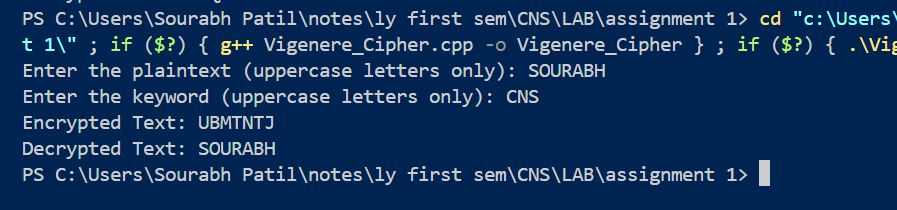 PS C:\Users\Sourabh Patil\notes\ly first sem\CNS\LAB\assignment 1> cd "c:\Users\
t 1\" ; if ($?) { g++ Vigenere_Cipher.cpp -o Vigenere_Cipher } ; if ($?) { .\Vig
Enter the plaintext (uppercase letters only): SOURABH
Enter the keyword (uppercase letters only): CNS
Encrypted Text: UBMTNTJ
Decrypted Text: SOURABH
PS C:\Users\Sourabh Patil\notes\ly first sem\CNS\LAB\assignment 1>